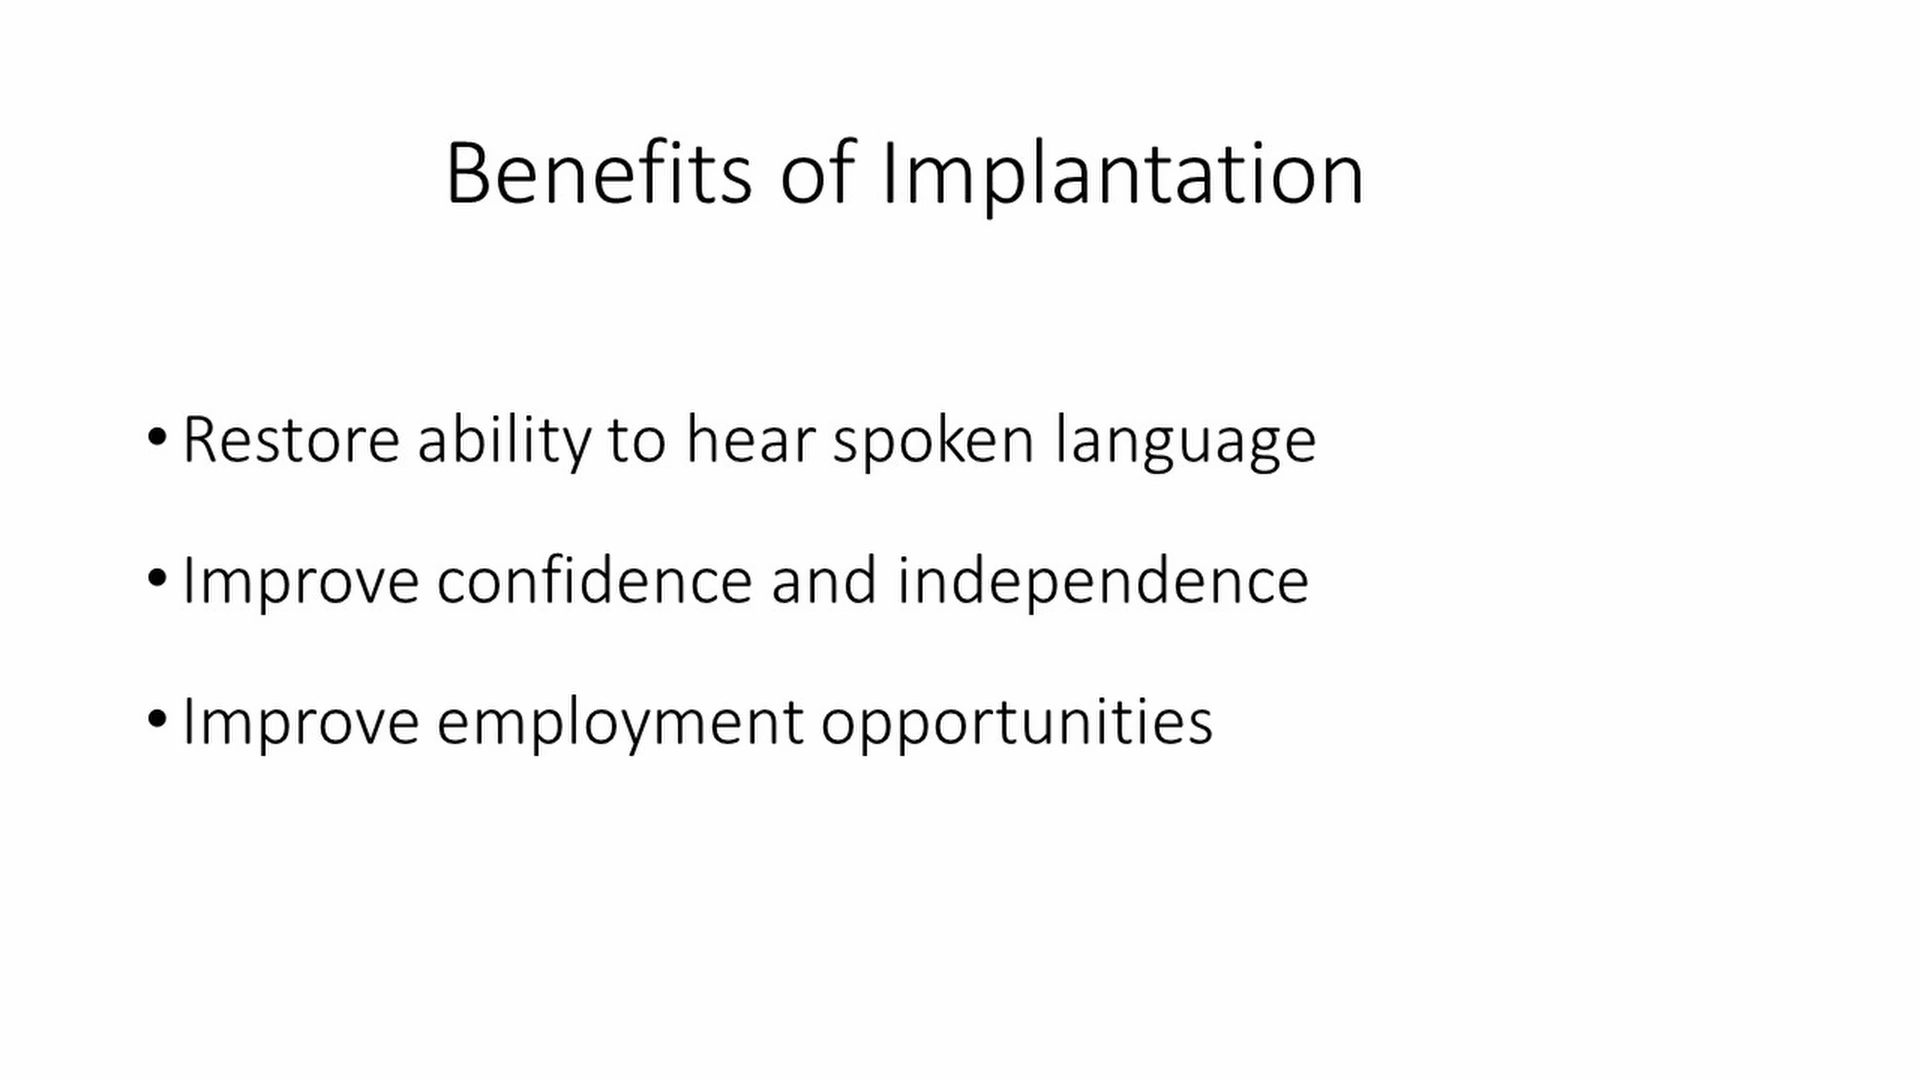 Benefits of Implantation
• Restore ability to hear spoken language
• Improve confidence and independence
• Improve employment opportunities